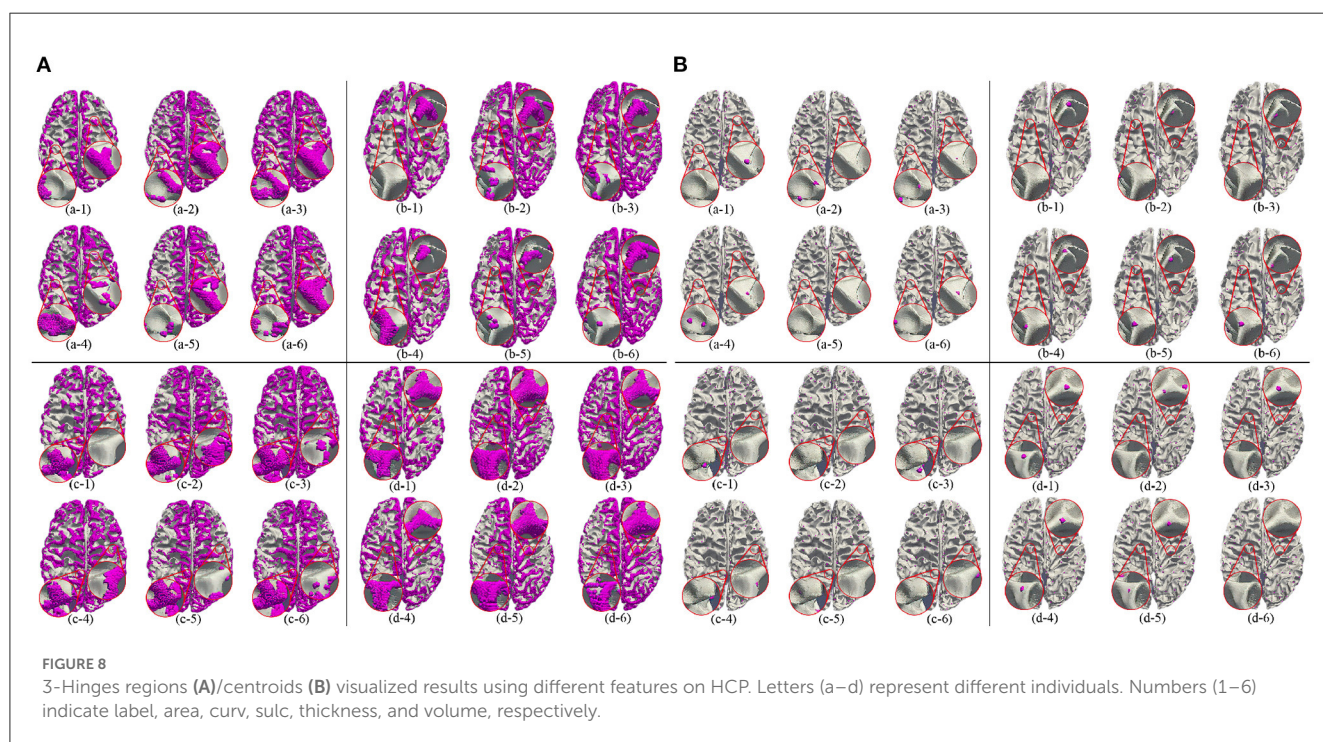 A B
(a-1) (a-2) (a-3) (b-1) (b-2) (b-3) (a-1) (a-2) (a-3) (b-1) (b-2) (b-3)
(a-4) (a-5) (a-6) (b-4) (b-5) (b-6) (a-4) (a-5) (a-6) (b-4) (b-5) (b-6)
(c-1) (c-2) (c-3) (d-1) (d-2) (d-3) (c-1) (c-2) (c-3) (d-1) (d-2) (d-3)
(c-4) (c-5) (c-6) (d-4) (d-5) (d-6) (c-4) (c-5) (c-6) (d-4) (d-5) (d-6)
FIGURE 8
3-Hinges regions (A)/centroids (B) visualized results using different features on HCP. Letters (a–d) represent different individuals. Numbers (1–6)
indicate label, area, curv, sulc, thickness, and volume, respectively.